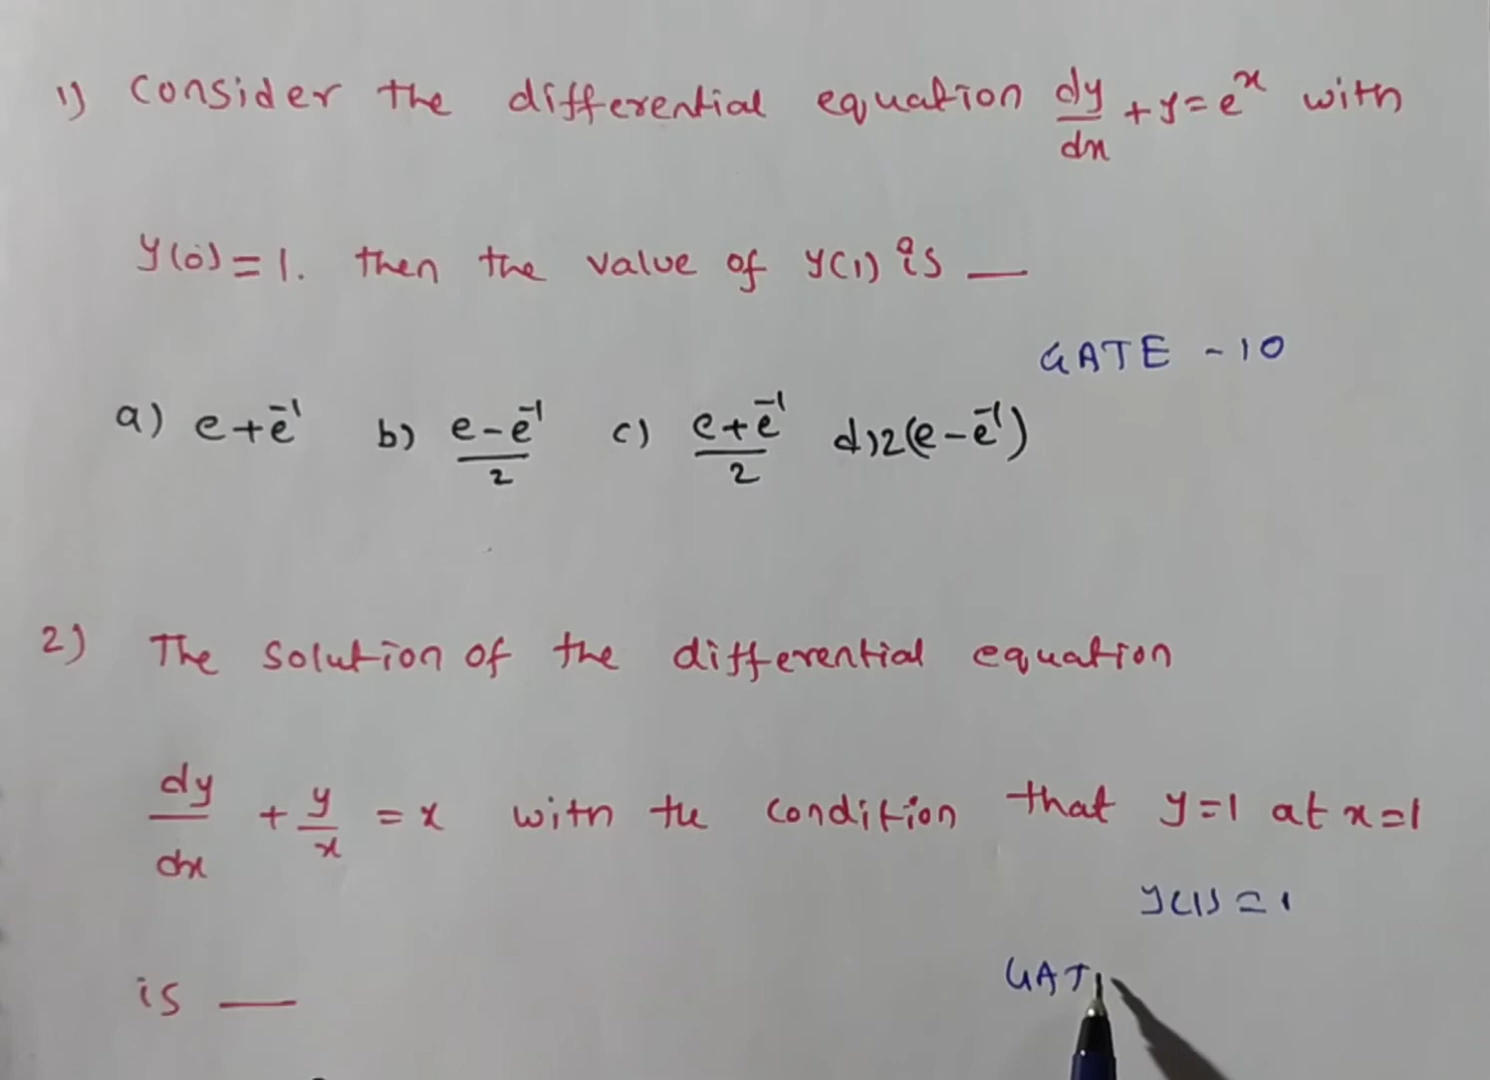 1) Consider the differential equation dy/dx + y = e^x with
y(0) = 1. then the value of y(1) is __
GATE - 10
a) e+e^-1 b) (e-e^-1)/2 c) (e+e^-1)/2 d) 2(e-e^-1)
2) The solution of the differential equation
dy/dx + y/x = x with the condition that y=1 at x=1
y(1) = 1
is __ GAT